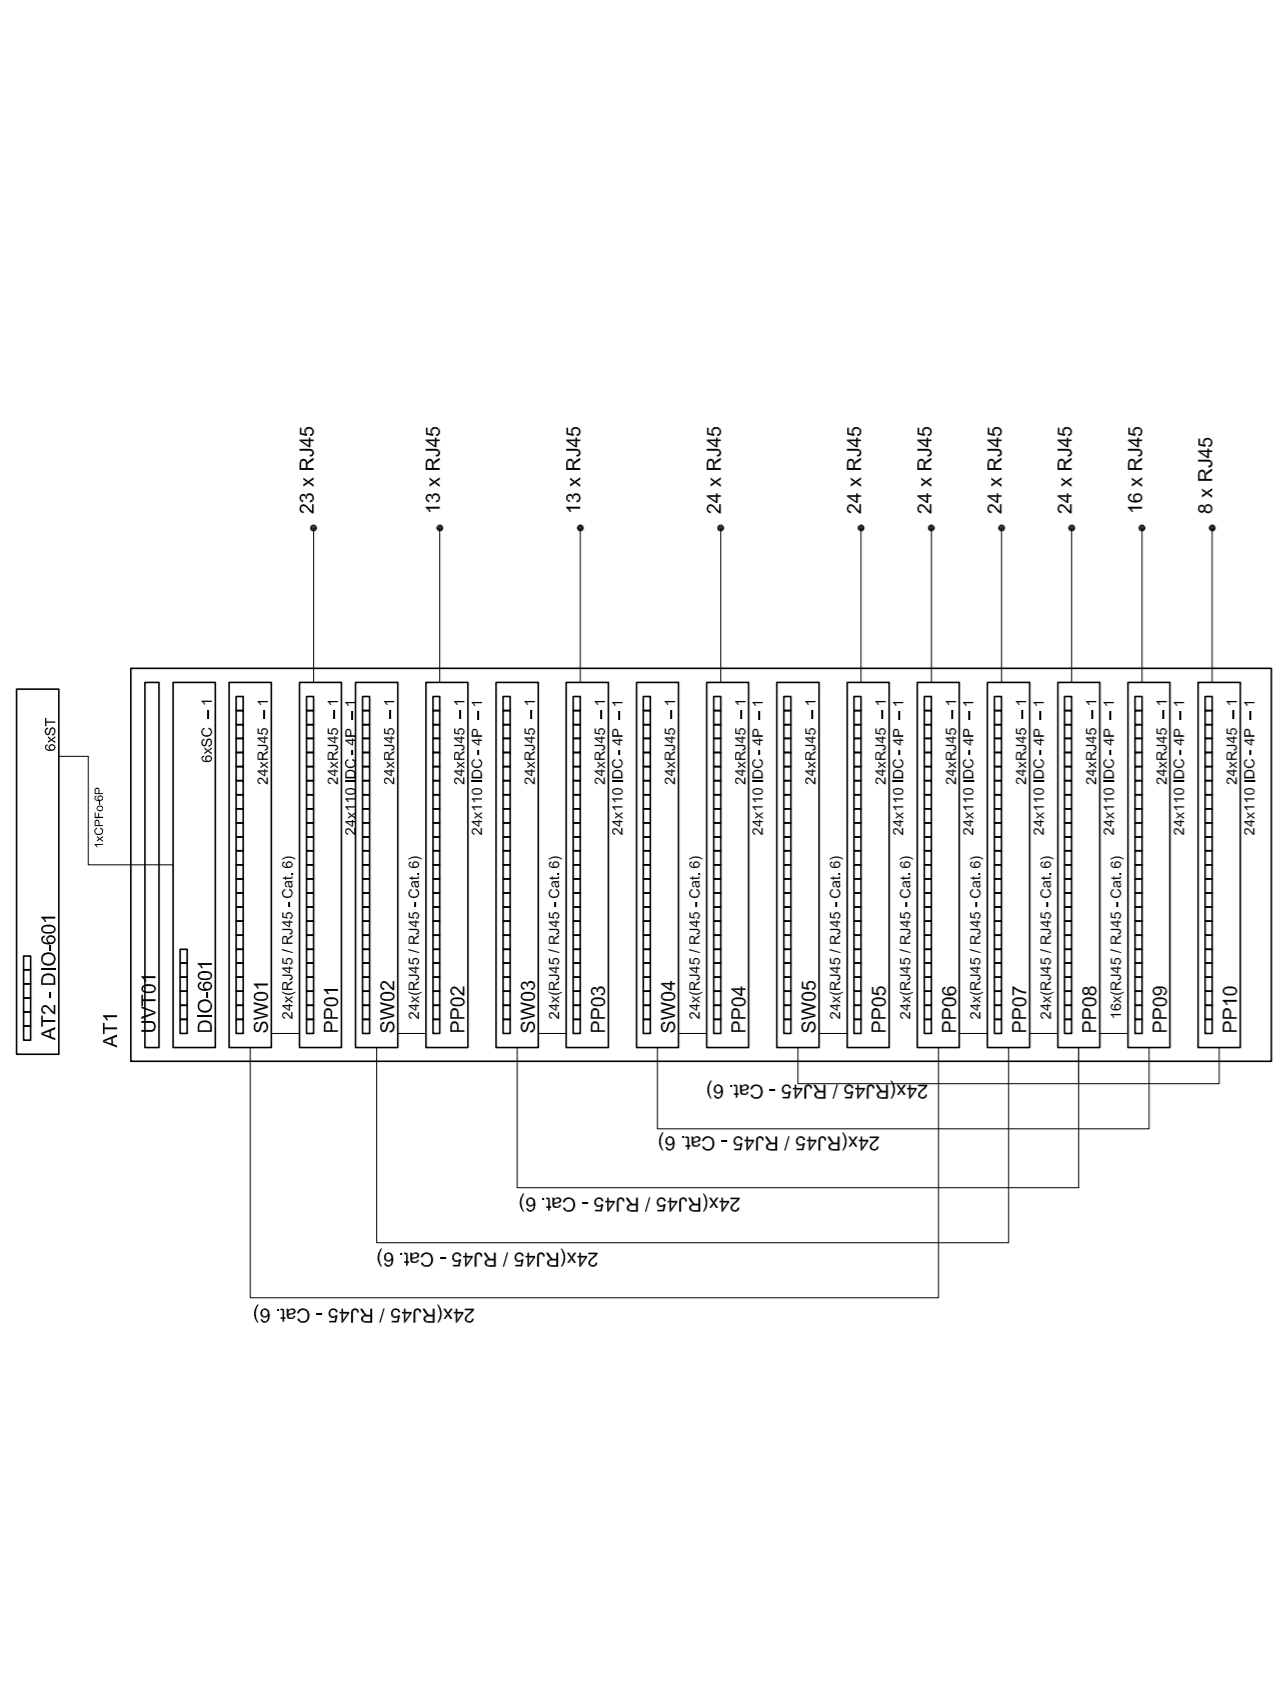 AT2 - DIO-601
6xST
1xCPFo-6P
AT1
UVT01
DIO-601
6xSC – 1
SW01
24xRJ45 – 1
24x(RJ45 / RJ45 - Cat. 6)
PP01
24xRJ45 – 1
24x110 IDC - 4P – 1
23 x RJ45
SW02
24xRJ45 – 1
24x(RJ45 / RJ45 - Cat. 6)
PP02
24xRJ45 – 1
24x110 IDC - 4P – 1
13 x RJ45
SW03
24xRJ45 – 1
24x(RJ45 / RJ45 - Cat. 6)
PP03
24xRJ45 – 1
24x110 IDC - 4P – 1
13 x RJ45
SW04
24xRJ45 – 1
24x(RJ45 / RJ45 - Cat. 6)
PP04
24xRJ45 – 1
24x110 IDC - 4P – 1
24 x RJ45
SW05
24xRJ45 – 1
24x(RJ45 / RJ45 - Cat. 6)
PP05
24xRJ45 – 1
24x110 IDC - 4P – 1
24 x RJ45
24x(RJ45 / RJ45 - Cat. 6)
PP06
24xRJ45 – 1
24x110 IDC - 4P – 1
24 x RJ45
24x(RJ45 / RJ45 - Cat. 6)
PP07
24xRJ45 – 1
24x110 IDC - 4P – 1
24 x RJ45
24x(RJ45 / RJ45 - Cat. 6)
PP08
24xRJ45 – 1
24x110 IDC - 4P – 1
24 x RJ45
16x(RJ45 / RJ45 - Cat. 6)
PP09
24xRJ45 – 1
24x110 IDC - 4P – 1
16 x RJ45
PP10
24xRJ45 – 1
24x110 IDC - 4P – 1
8 x RJ45
24x(RJ45 / RJ45 - Cat. 6)
24x(RJ45 / RJ45 - Cat. 6)
24x(RJ45 / RJ45 - Cat. 6)
24x(RJ45 / RJ45 - Cat. 6)
24x(RJ45 / RJ45 - Cat. 6)